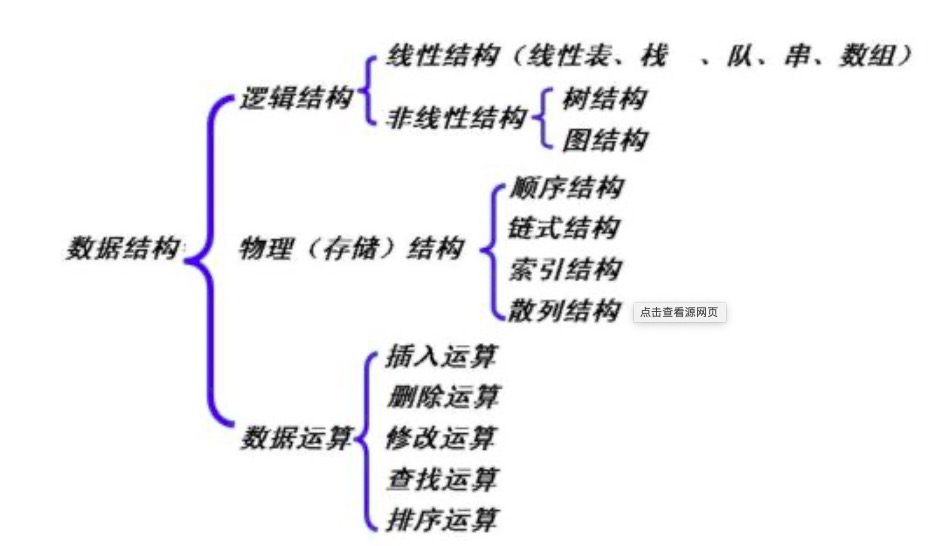 线性结构（线性表、栈 、队、串、数组）
逻辑结构
非线性结构
树结构
图结构
数据结构
物理（存储）结构
顺序结构
链式结构
索引结构
散列结构
点击查看源网页
数据运算
插入运算
删除运算
修改运算
查找运算
排序运算